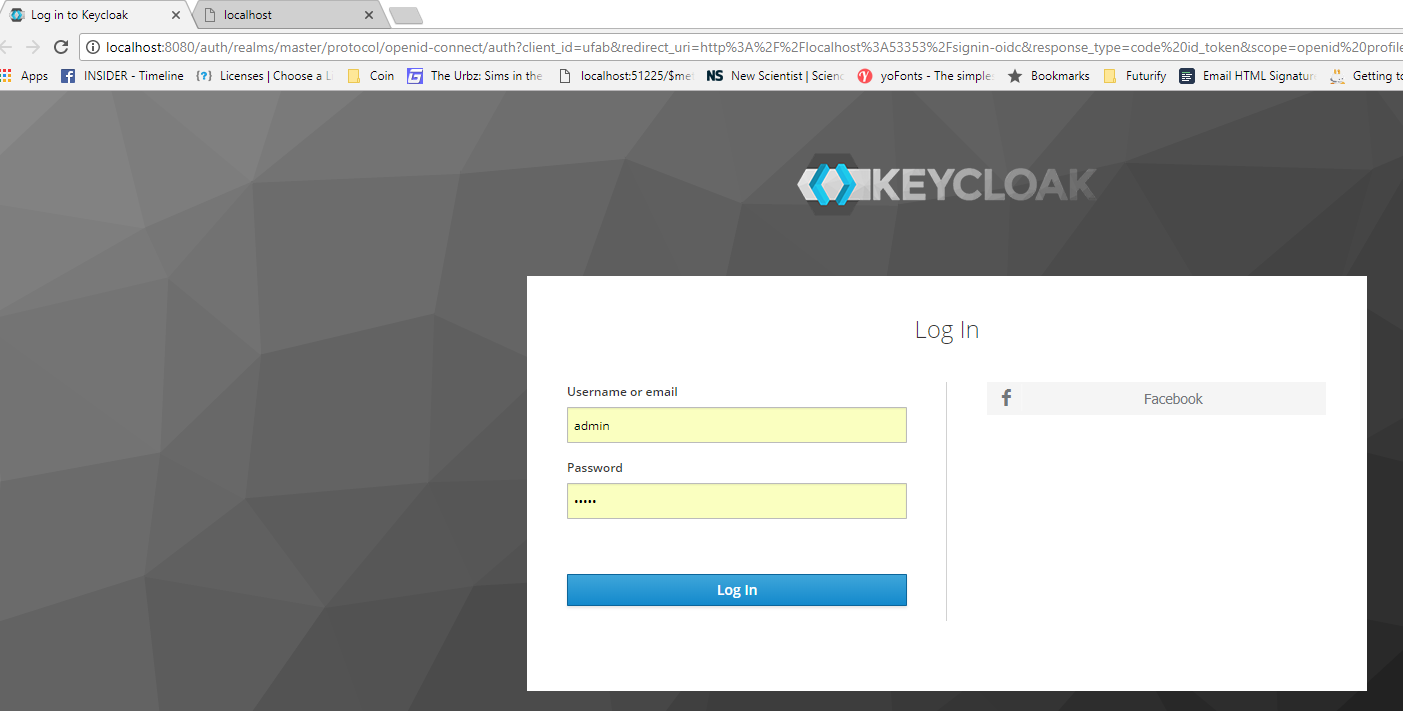 Log in to Keycloak
localhost
localhost:8080/auth/realms/master/protocol/openid-connect/auth?client_id=ufab&redirect_uri=http%3A%2F%2Flocalhost%3A53353%2Fsignin-oidc&response_type=code%20id_token&scope=openid%20profile
Apps INSIDER - Timeline Licenses | Choose a Li Coin The Urbz: Sims in the localhost:51225/$met NS New Scientist | Scienc yoFonts - The simples Bookmarks Futurify Email HTML Signatur Getting to
KEYCLOAK
Log In
Username or email
admin
Facebook
Password
•••••
Log In